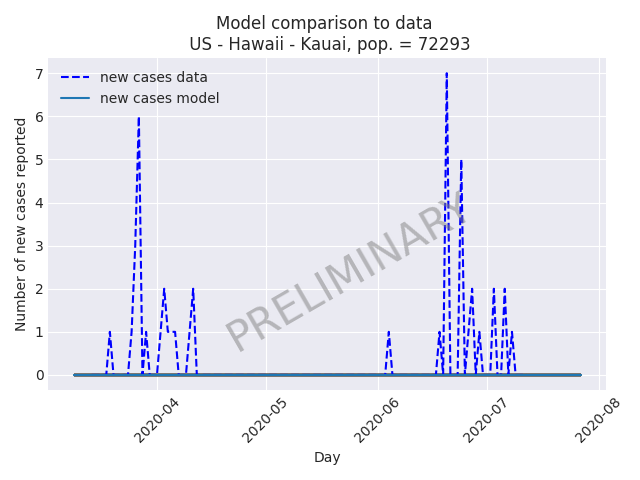 Model comparison to data
US - Hawaii - Kauai, pop. = 72293
new cases data
new cases model
Number of new cases reported
7
6
5
4
3
2
1
0
PRELIMINARY
2020-04
2020-05
2020-06
2020-07
2020-08
Day